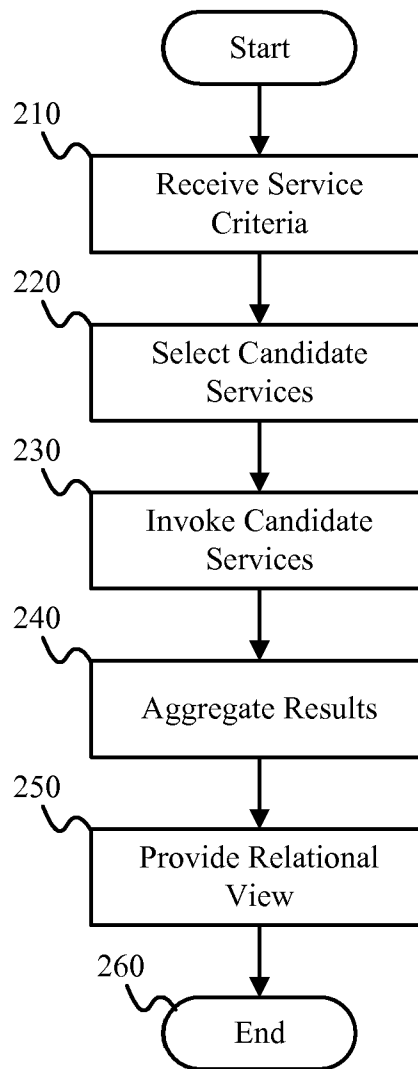 Start
210
Receive Service
Criteria
220
Select Candidate
Services
230
Invoke Candidate
Services
240
Aggregate Results
250
Provide Relational
View
260
End